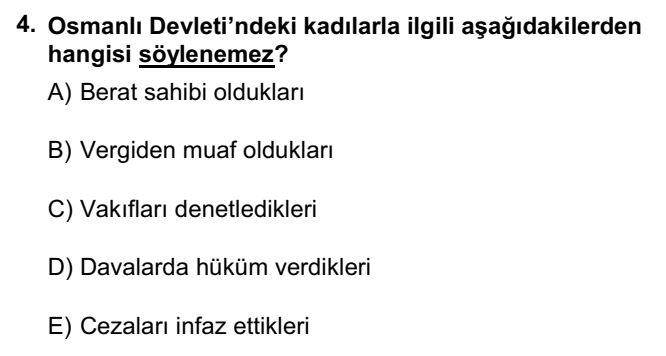 4. Osmanlı Devleti’ndeki kadılarla ilgili aşağıdakilerden
hangisi söylenemez?
A) Berat sahibi oldukları
B) Vergiden muaf oldukları
C) Vakıfları denetledikleri
D) Davalarda hüküm verdikleri
E) Cezaları infaz ettikleri